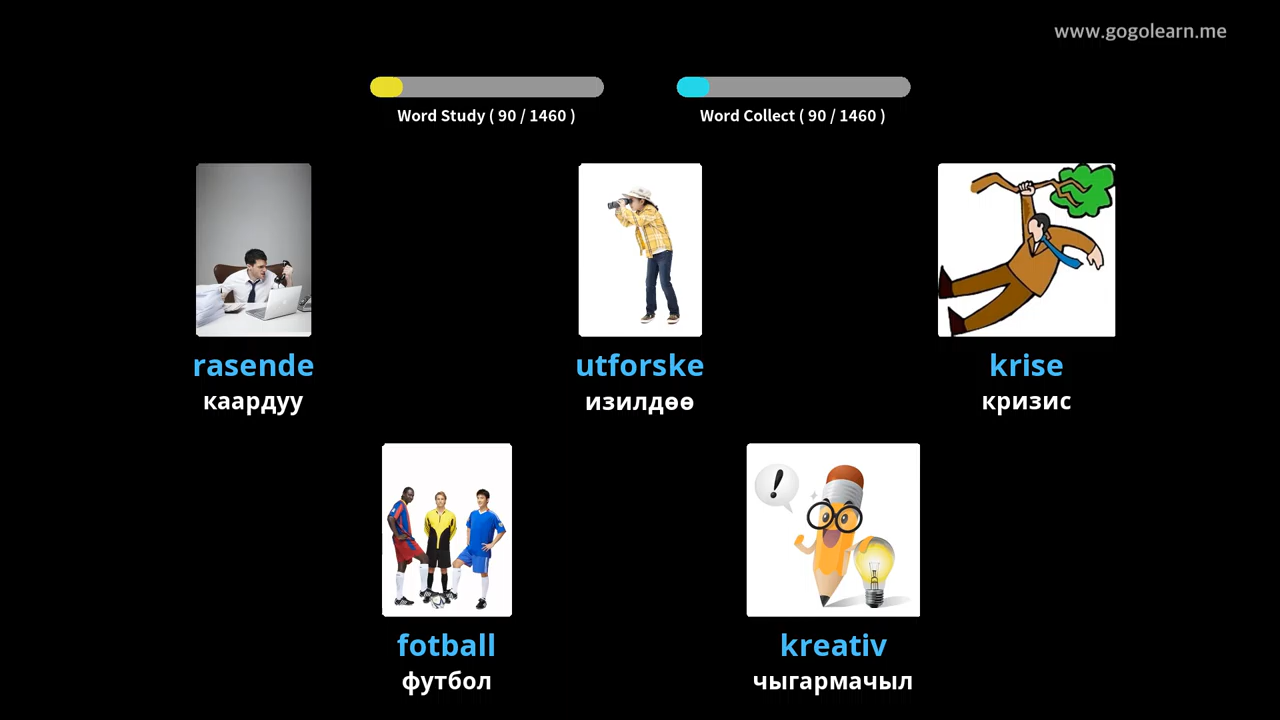 www.gogolearn.me
Word Study ( 90 / 1460 )
Word Collect ( 90 / 1460 )
rasende
каардуу
utforske
изилдөө
krise
кризис
!
fotball
футбол
kreativ
чыгармачыл